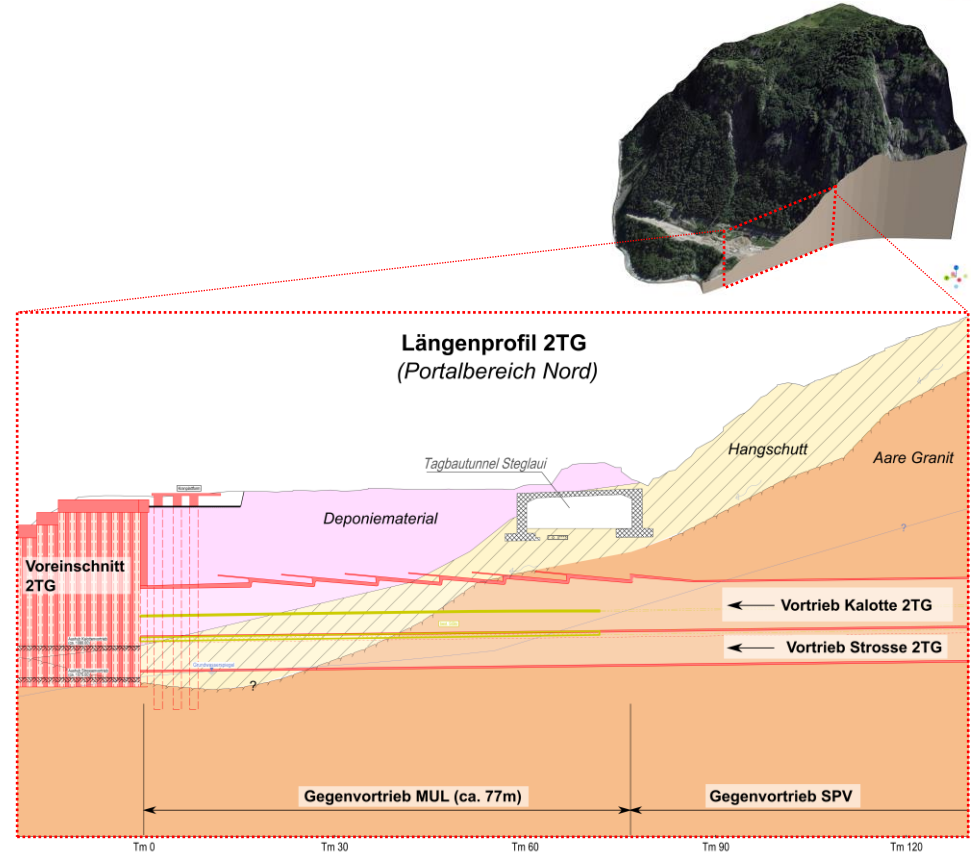 Längenprofil 2TG
(Portalbereich Nord)
Tagbautunnel Steglaui
Hangschutt
Aare Granit
Deponiematerial
?
Voreinschnitt
2TG
Vortrieb Kalotte 2TG
Vortrieb Strosse 2TG
?
Gegenvortrieb MUL (ca. 77m)
Gegenvortrieb SPV
Tm 0
Tm 30
Tm 60
Tm 90
Tm 120